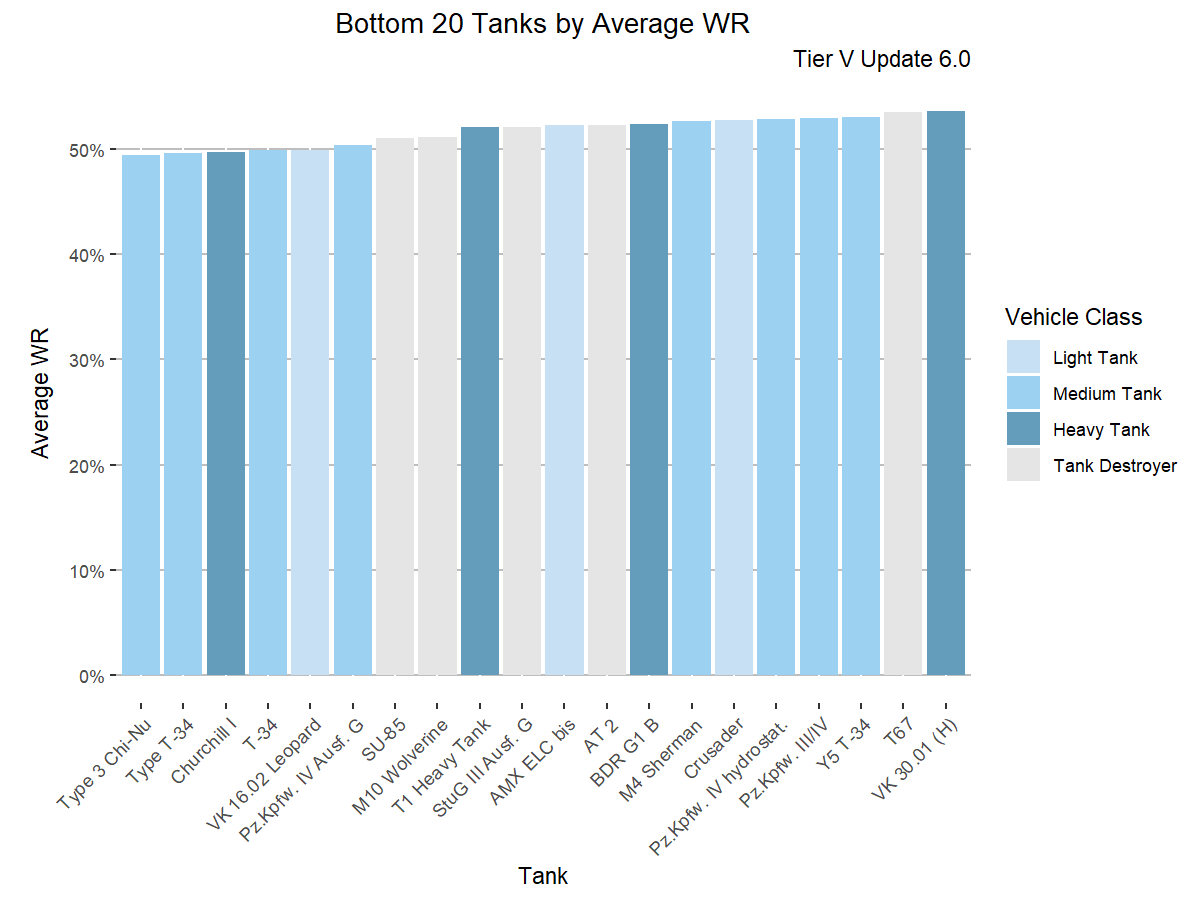 Bottom 20 Tanks by Average WR
Tier V Update 6.0
Average WR
50%
40%
30%
20%
10%
0%
Type 3 Chi-Nu
Type T-34
Churchill I
T-34
VK 16.02 Leopard
Pz.Kpfw. IV Ausf. G
SU-85
M10 Wolverine
T1 Heavy Tank
StuG III Ausf. G
AMX ELC bis
AT 2
BDR G1 B
M4 Sherman
Crusader
Pz.Kpfw. IV hydrostat.
Pz.Kpfw. III/IV
Y5 T-34
T67
VK 30.01 (H)
Tank
Vehicle Class
Light Tank
Medium Tank
Heavy Tank
Tank Destroyer